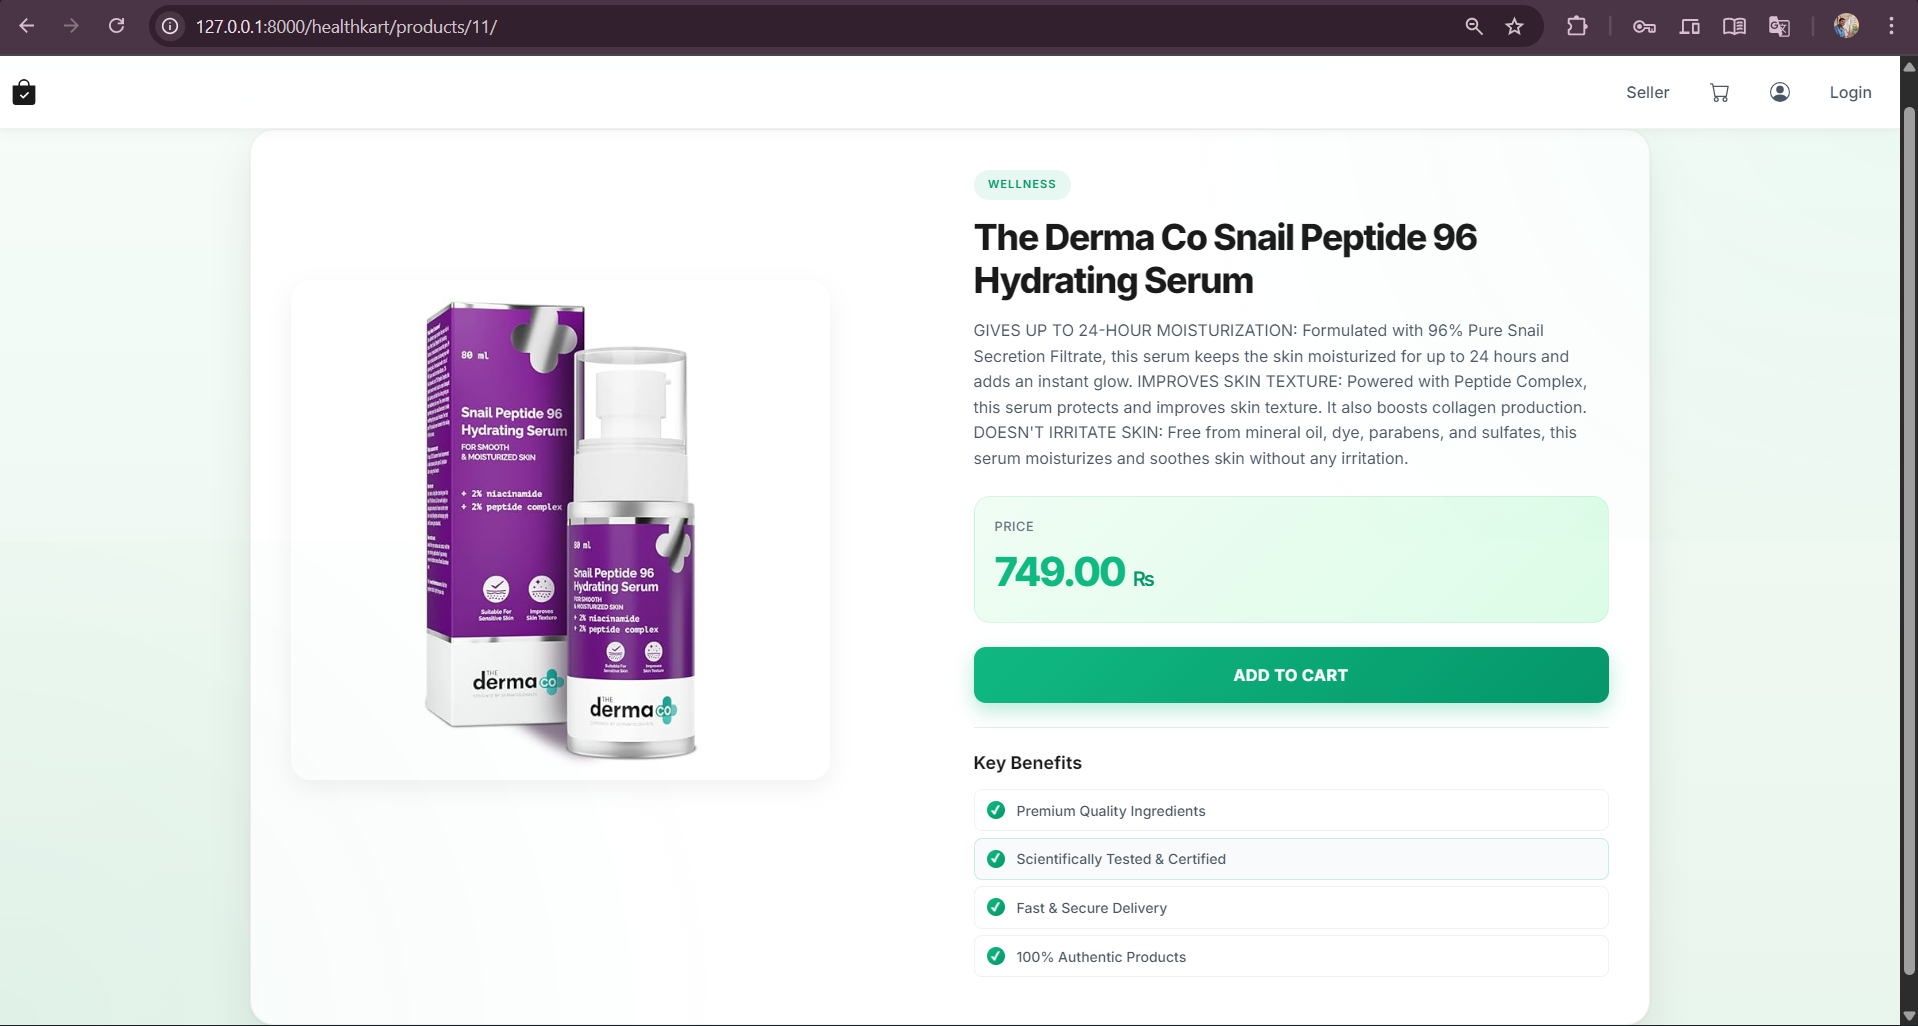 127.0.0.1:8000/healthkart/products/11/
Seller
Login
WELLNESS
The Derma Co Snail Peptide 96
Hydrating Serum
GIVES UP TO 24-HOUR MOISTURIZATION: Formulated with 96% Pure Snail
Secretion Filtrate, this serum keeps the skin moisturized for up to 24 hours and
adds an instant glow. IMPROVES SKIN TEXTURE: Powered with Peptide Complex,
this serum protects and improves skin texture. It also boosts collagen production.
DOESN'T IRRITATE SKIN: Free from mineral oil, dye, parabens, and sulfates, this
serum moisturizes and soothes skin without any irritation.
PRICE
749.00 ₨
ADD TO CART
Key Benefits
Premium Quality Ingredients
Scientifically Tested & Certified
Fast & Secure Delivery
100% Authentic Products
80 ml
Snail Peptide 96
Hydrating Serum
FOR SMOOTH
& MOISTURIZED SKIN
+ 2% niacinamide
+ 2% peptide complex
Suitable For
Sensitive Skin
Improves
Skin Texture
THE
derma co
80 ml
Snail Peptide 96
Hydrating Serum
FOR SMOOTH
& MOISTURIZED SKIN
+ 2% niacinamide
+ 2% peptide complex
Suitable For
Sensitive Skin
Improves
Skin Texture
THE
derma co